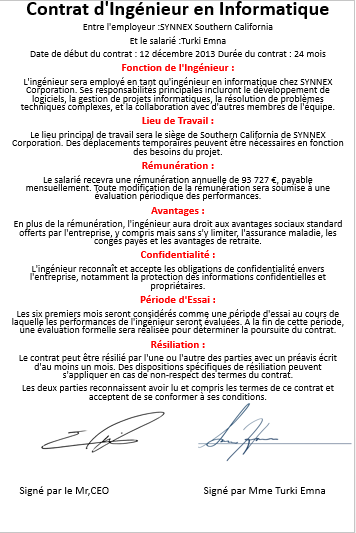 Contrat d'Ingénieur en Informatique
Entre l'employeur :SYNNEX Southern California
Et le salarié :Turki Emna
Date de début du contrat : 12 décembre 2013 Durée du contrat : 24 mois
Fonction de l'Ingénieur :
L'ingénieur sera employé en tant qu'ingénieur en informatique chez SYNNEX
Corporation. Ses responsabilités principales incluront le développement de
logiciels, la gestion de projets informatiques, la résolution de problèmes
techniques complexes, et la collaboration avec d'autres membres de l'équipe.
Lieu de Travail :
Le lieu principal de travail sera le siège de Southern California de SYNNEX
Corporation. Des déplacements temporaires peuvent être nécessaires en fonction
des besoins du projet.
Rémunération :
Le salarié recevra une rémunération annuelle de 93 727 €, payable
mensuellement. Toute modification de la rémunération sera soumise à une
évaluation périodique des performances.
Avantages :
En plus de la rémunération, l'ingénieur aura droit aux avantages sociaux standard
offerts par l'entreprise, y compris mais sans s'y limiter, l'assurance maladie, les
congés payés et les avantages de retraite.
Confidentialité :
L'ingénieur reconnaît et accepte les obligations de confidentialité envers
l'entreprise, notamment la protection des informations confidentielles et
propriétaires.
Période d'Essai :
Les six premiers mois seront considérés comme une période d'essai au cours de
laquelle les performances de l'ingénieur seront évaluées. À la fin de cette période,
une évaluation formelle sera réalisée pour déterminer la poursuite du contrat.
Résiliation :
Le contrat peut être résilié par l'une ou l'autre des parties avec un préavis écrit
d'au moins un mois. Des dispositions spécifiques de résiliation peuvent
s'appliquer en cas de non-respect des termes du contrat.
Les deux parties reconnaissent avoir lu et compris les termes de ce contrat et
acceptent de se conformer à ses conditions.
Signé par le Mr,CEO
Signé par Mme Turki Emna